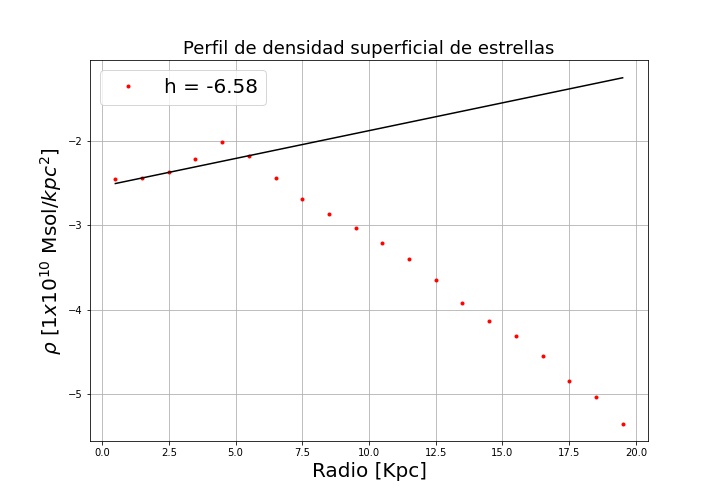 Perfil de densidad superficial de estrellas
h = -6.58
ρ [1x10¹⁰ Msol/kpc²]
−2
−3
−4
−5
0.0 2.5 5.0 7.5 10.0 12.5 15.0 17.5 20.0
Radio [Kpc]